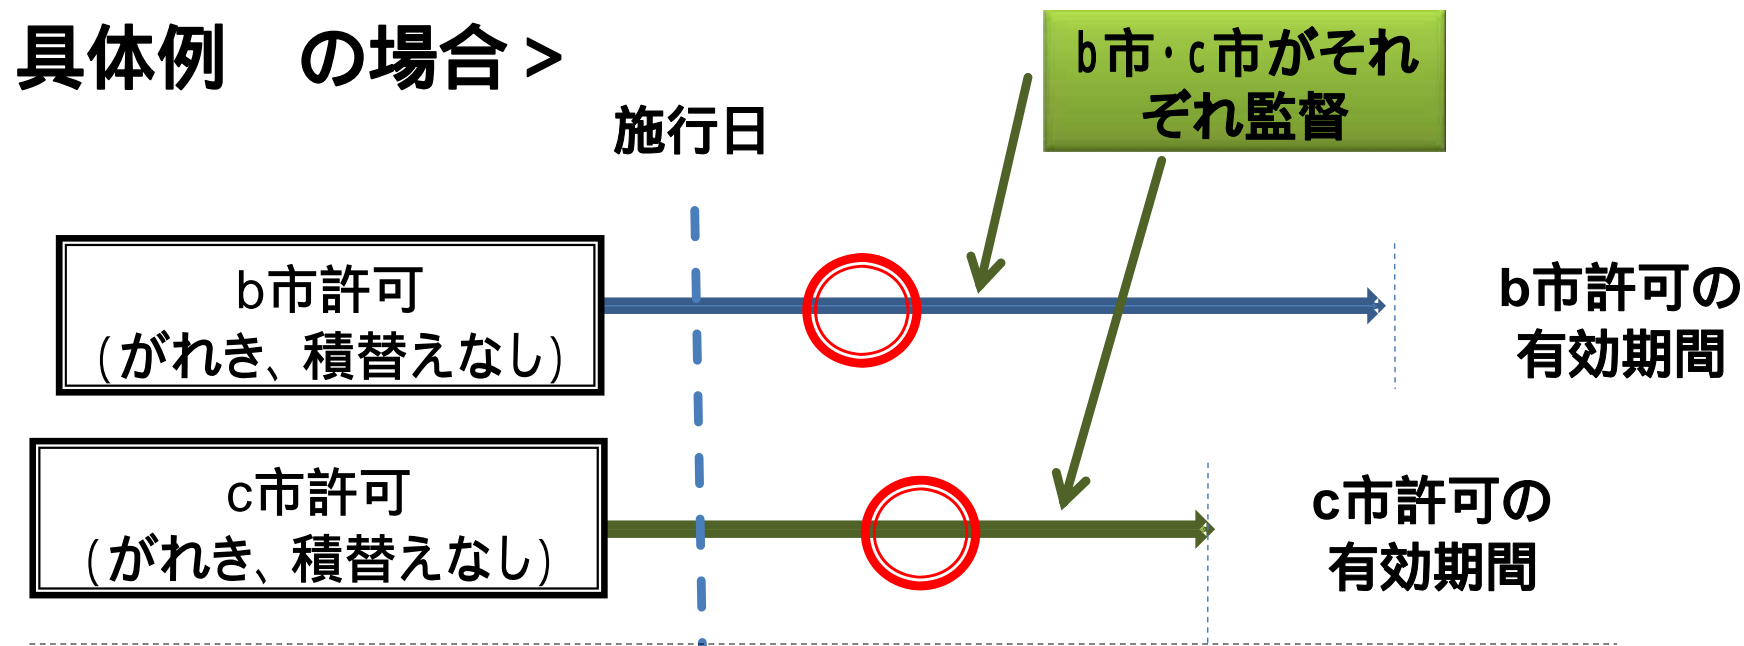 具体例　の場合>
b市・c市がそれ
ぞれ監督
施行日
b市許可
(がれき、積替えなし)
b市許可の
有効期間
c市許可
(がれき、積替えなし)
c市許可の
有効期間